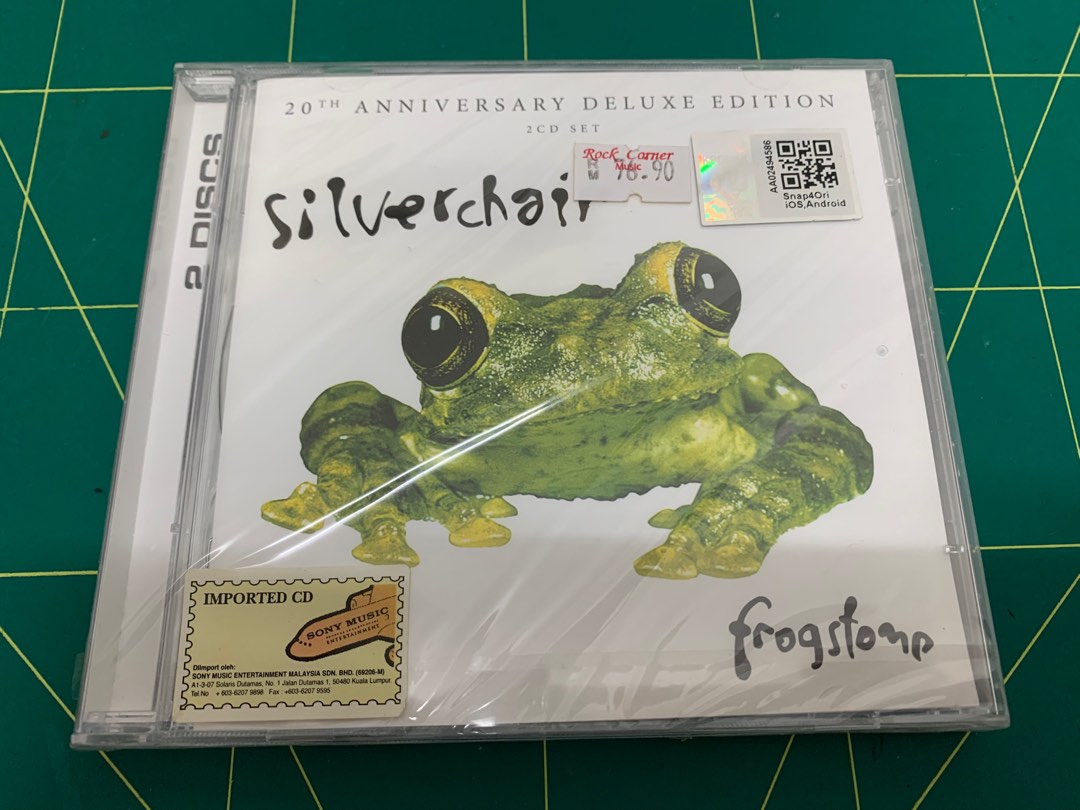 20TH ANNIVERSARY DELUXE EDITION
2CD SET
2 DISCS
Rock Corner
Music
76.90
AA02494586
Snap4Ori
iOS,Android
silverchair
IMPORTED CD
SONY MUSIC
ENTERTAINMENT
DIImport oleh:
SONY MUSIC ENTERTAINMENT MALAYSIA SDN. BHD. (69206-M)
A1-3-07 Solaris Dutamas, No. 1 Jalan Dutamas 1, 50480 Kuala Lumpur
Tel.No + 603-6207 9898 Fax : +603-6207 9595
frogstomp